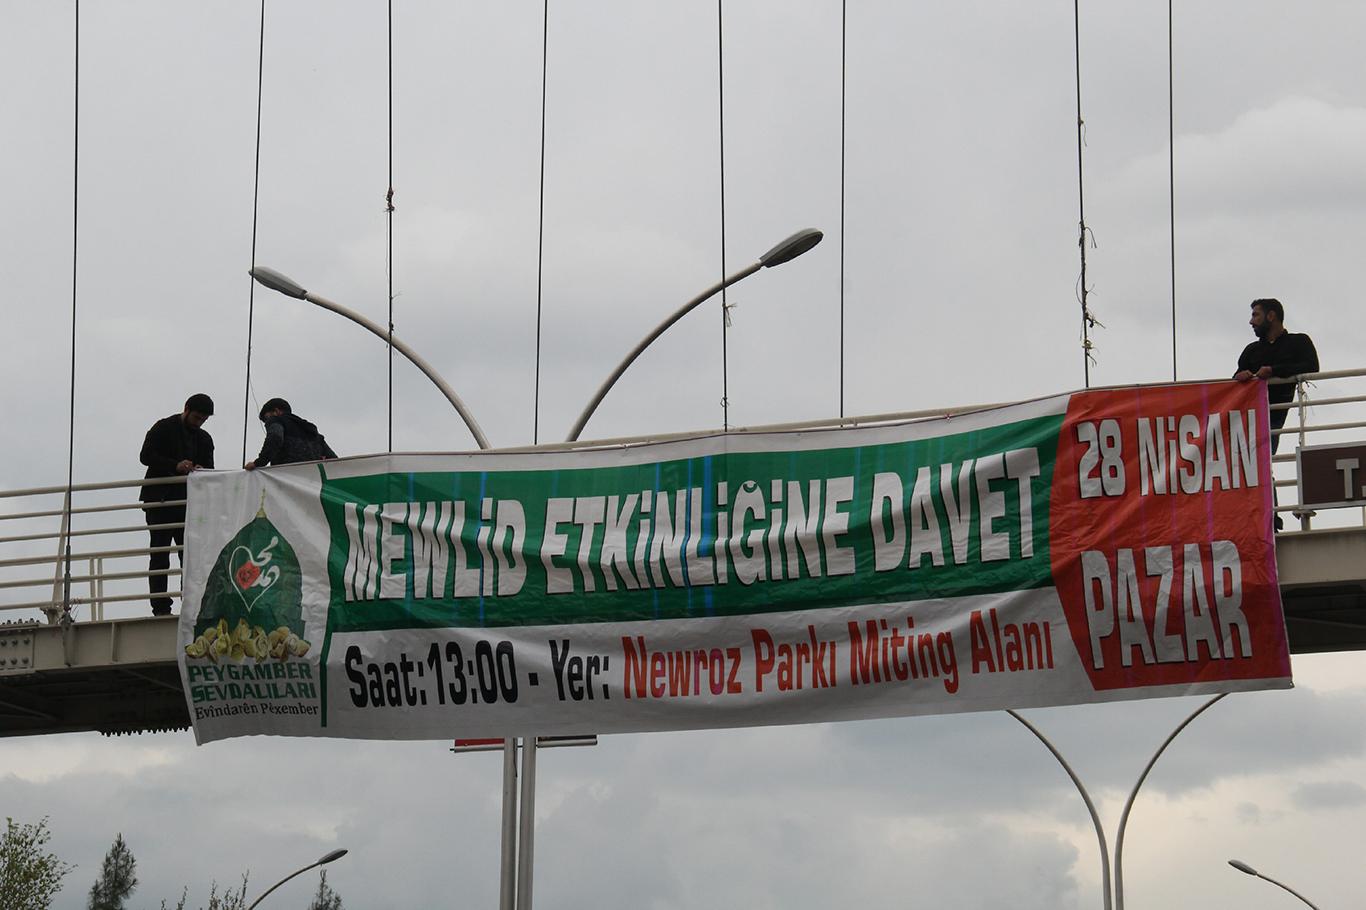 MEWLİD ETKİNLİĞİNE DAVET
28 NİSAN
PAZAR
Saat:13:00 - Yer: Newroz Parkı Miting Alanı
PEYGAMBER
SEVDALILARI
Evîndarên Pêxember
T.